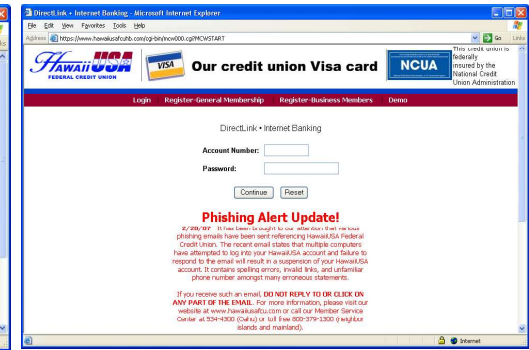 DirectLink • Internet Banking - Microsoft Internet Explorer
File Edit View Favorites Tools Help
Address https://www.hawaiiusafcuhb.com/cgi-bin/mcw000.cgi?MCWSTART Go Links
HAWAII USA
FEDERAL CREDIT UNION
VISA
Our credit union Visa card
NCUA
This credit union is
federally
insured by the
National Credit
Union Administration
Login Register-General Membership Register-Business Members Demo
DirectLink • Internet Banking
Account Number:
Password:
Continue Reset
Phishing Alert Update!
2/20/07 It has been brought to our attention that various
phishing emails have been sent referencing HawaiiUSA Federal
Credit Union. The recent email states that multiple computers
have attempted to log into your HawaiiUSA account and failure to
respond to the email will result in a suspension of your HawaiiUSA
account. It contains spelling errors, invalid links, and unfamiliar
phone number amongst many erroneous statements.
If you receive such an email, DO NOT REPLY TO OR CLICK ON
ANY PART OF THE EMAIL. For more information, please visit our
website at www.hawaiiusafcu.com or call our Member Service
Center at 534-4300 (Oahu) or toll free 800-379-1300 (neighbor
islands and mainland).
Internet